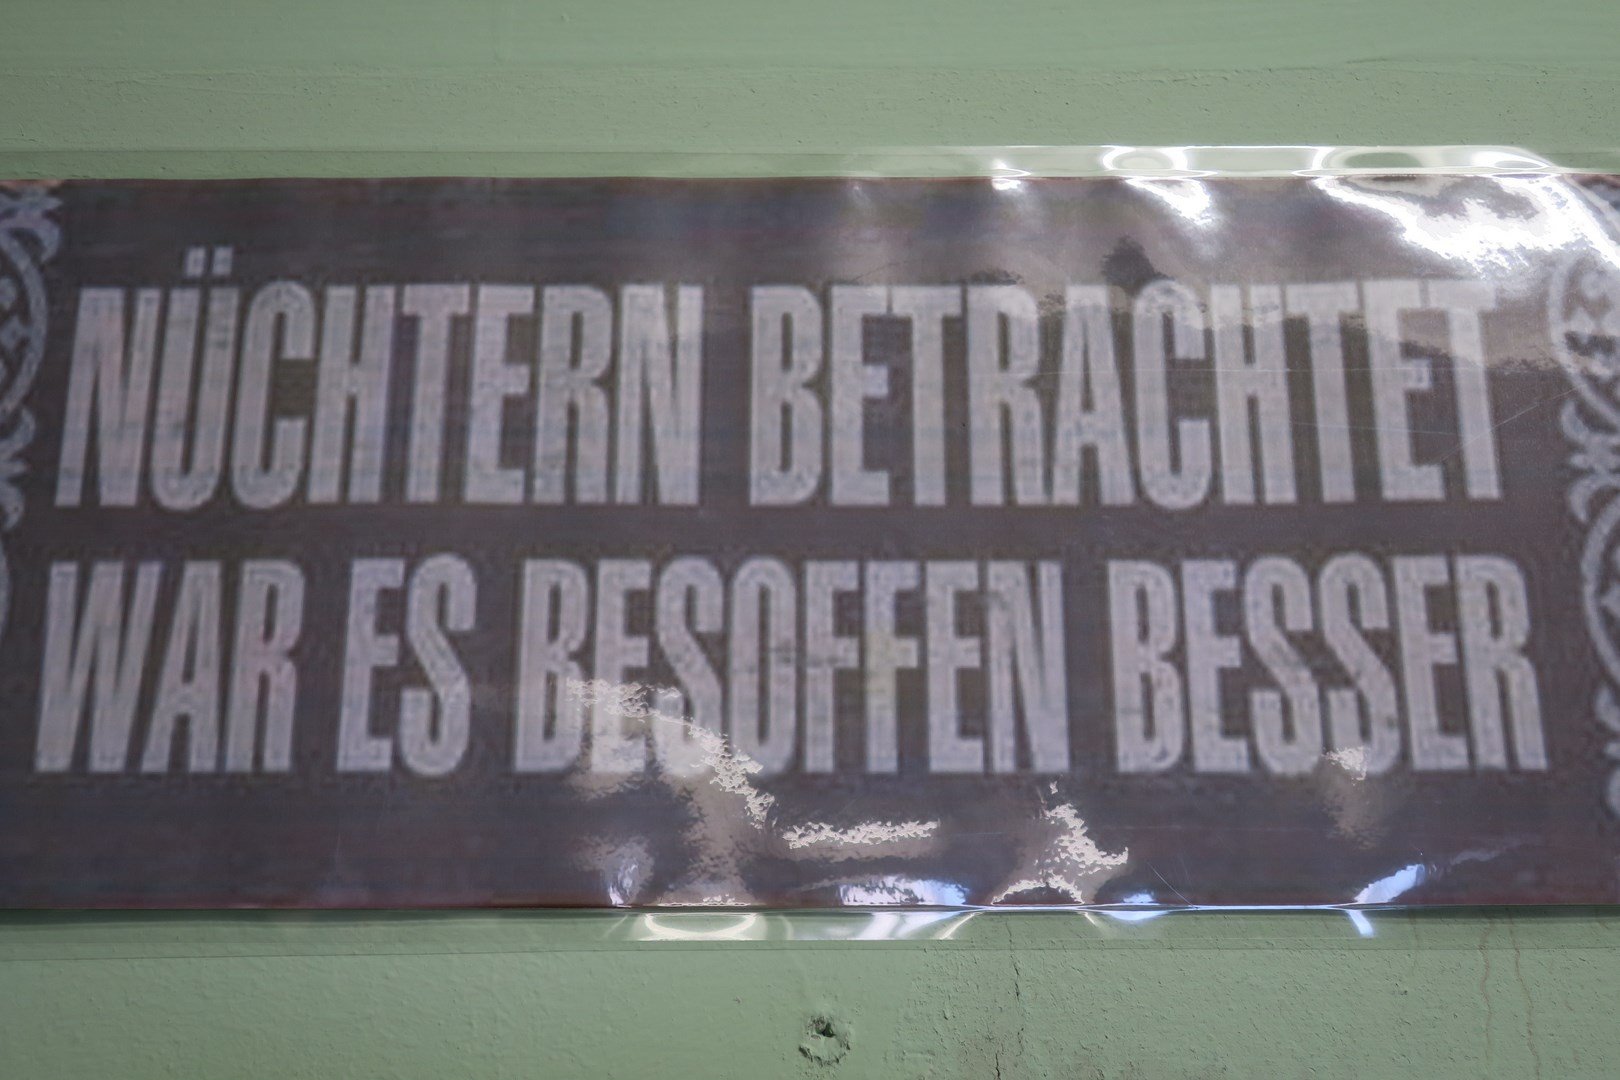 NÜCHTERN BETRACHTET
WAR ES BESOFFEN BESSER